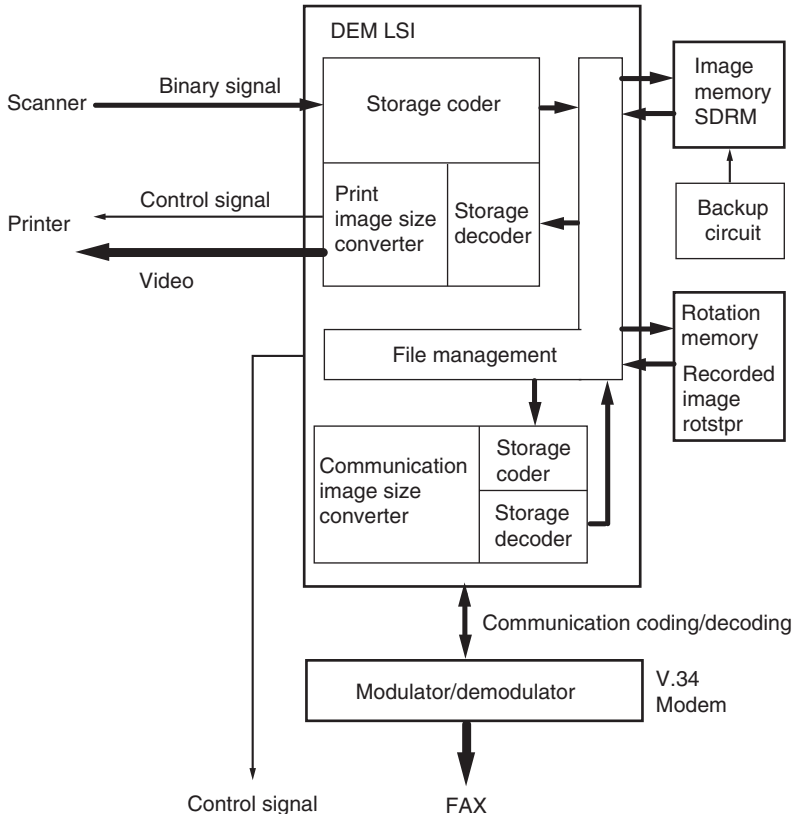 DEM LSI
Scanner
Binary signal
Storage coder
Image
memory
SDRM
Backup
circuit
Control signal
Printer
Video
Print
image size
converter
Storage
decoder
File management
Rotation
memory
Recorded
image
rotstpr
Communication
image size
converter
Storage
coder
Storage
decoder
Communication coding/decoding
Modulator/demodulator
V.34
Modem
Control signal
FAX